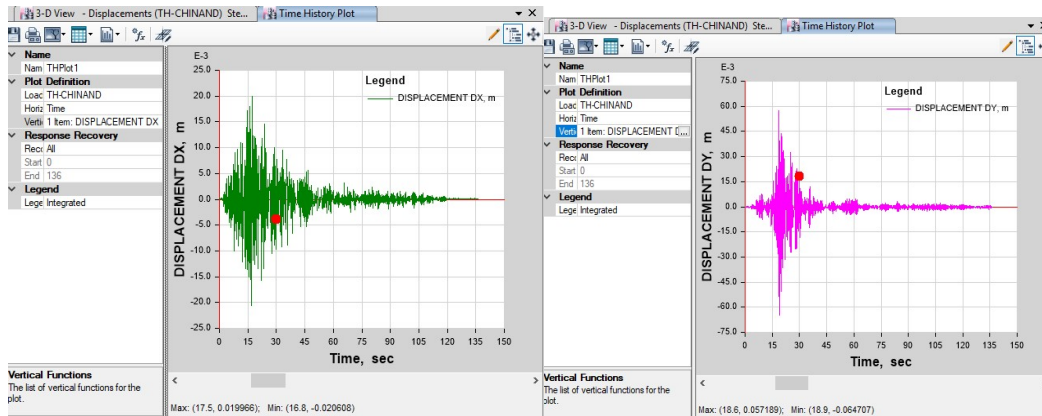 3-D View - Displacements (TH-CHINAND) Ste...
Time History Plot
Name
Nam THPlot1
Plot Definition
Loac TH-CHINAND
Horiz Time
Verti 1 Item: DISPLACEMENT DX
Response Recovery
Rec All
Start 0
End 136
Legend
Lege Integrated
Vertical Functions
The list of vertical functions for the
plot.
E-3
25.0
20.0
15.0
10.0
5.0
0.0
-5.0
-10.0
-15.0
-20.0
-25.0
DISPLACEMENT DX, m
Legend
DISPLACEMENT DX, m
0 15 30 45 60 75 90 105 120 135 150
Time, sec
Max: (17.5, 0.019966); Min: (16.8, -0.020608)
3-D View - Displacements (TH-CHINAND) Ste...
Time History Plot
Name
Nam THPlot1
Plot Definition
Loac TH-CHINAND
Horiz Time
Verti 1 Item: DISPLACEMENT D...
Response Recovery
Rec All
Start 0
End 136
Legend
Lege Integrated
Vertical Functions
The list of vertical functions for the
plot.
E-3
75.0
60.0
45.0
30.0
15.0
0.0
-15.0
-30.0
-45.0
-60.0
-75.0
DISPLACEMENT DY, m
Legend
DISPLACEMENT DY, m
0 15 30 45 60 75 90 105 120 135 150
Time, sec
Max: (18.6, 0.057189); Min: (18.9, -0.064707)